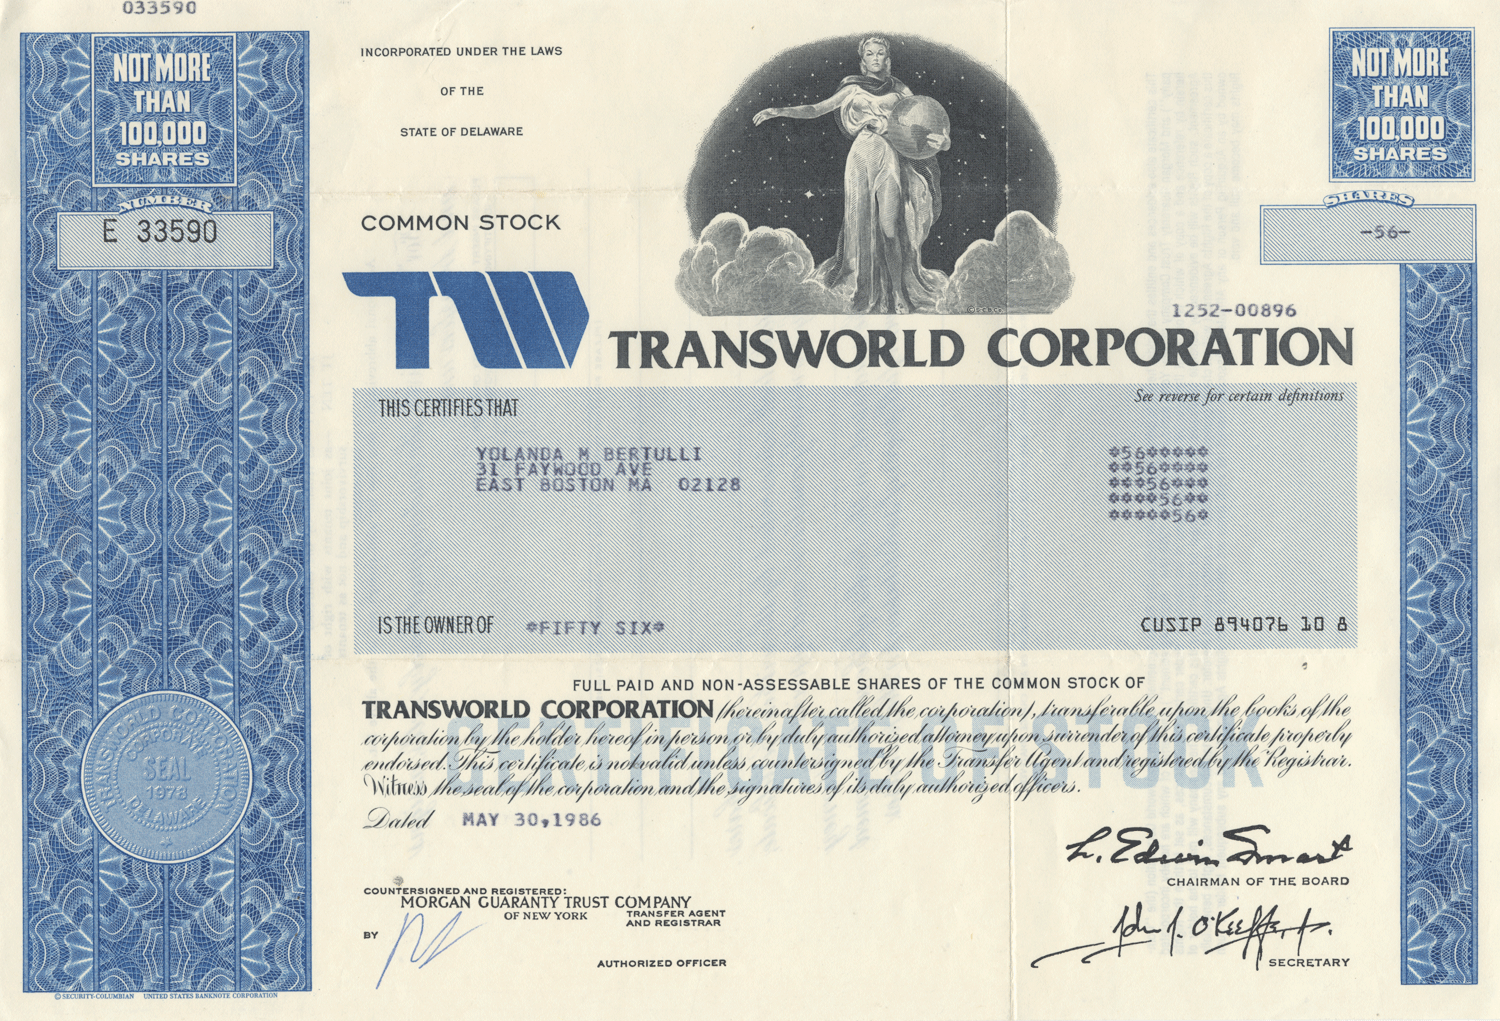 033590
NOT MORE
THAN
100,000
SHARES
NUMBER
E 33590
INCORPORATED UNDER THE LAWS
OF THE
STATE OF DELAWARE
COMMON STOCK
TW
NOT MORE
THAN
100,000
SHARES
SHARES
-56-
1252-00896
TRANSWORLD CORPORATION
See reverse for certain definitions
THIS CERTIFIES THAT
YOLANDA M BERTULLI
31 FAYWOOD AVE
EAST BOSTON MA 02128
*56*****
**56****
***56***
****56**
*****56*
IS THE OWNER OF *FIFTY SIX*
CUSIP 894076 10 8
FULL PAID AND NON-ASSESSABLE SHARES OF THE COMMON STOCK OF
TRANSWORLD CORPORATION (hereinafter called the corporation), transferable upon the books of the
corporation by the holder hereof in person or by duly authorized attorney upon surrender of this certificate properly
endorsed. This certificate is not valid unless countersigned by the Transfer Agent and registered by the Registrar.
Witness the seal of the corporation and the signatures of its duly authorized officers.
CERTIFICATE OF STOCK
Dated MAY 30,1986
TRANSWORLD CORPORATION
CORPORATE
SEAL
1978
DELAWARE
L. Edwin Smart
CHAIRMAN OF THE BOARD
COUNTERSIGNED AND REGISTERED:
MORGAN GUARANTY TRUST COMPANY
OF NEW YORK
TRANSFER AGENT
AND REGISTRAR
BY
AUTHORIZED OFFICER
John J. O'Keeffe, Jr.
SECRETARY
© SECURITY-COLUMBIAN UNITED STATES BANKNOTE CORPORATION